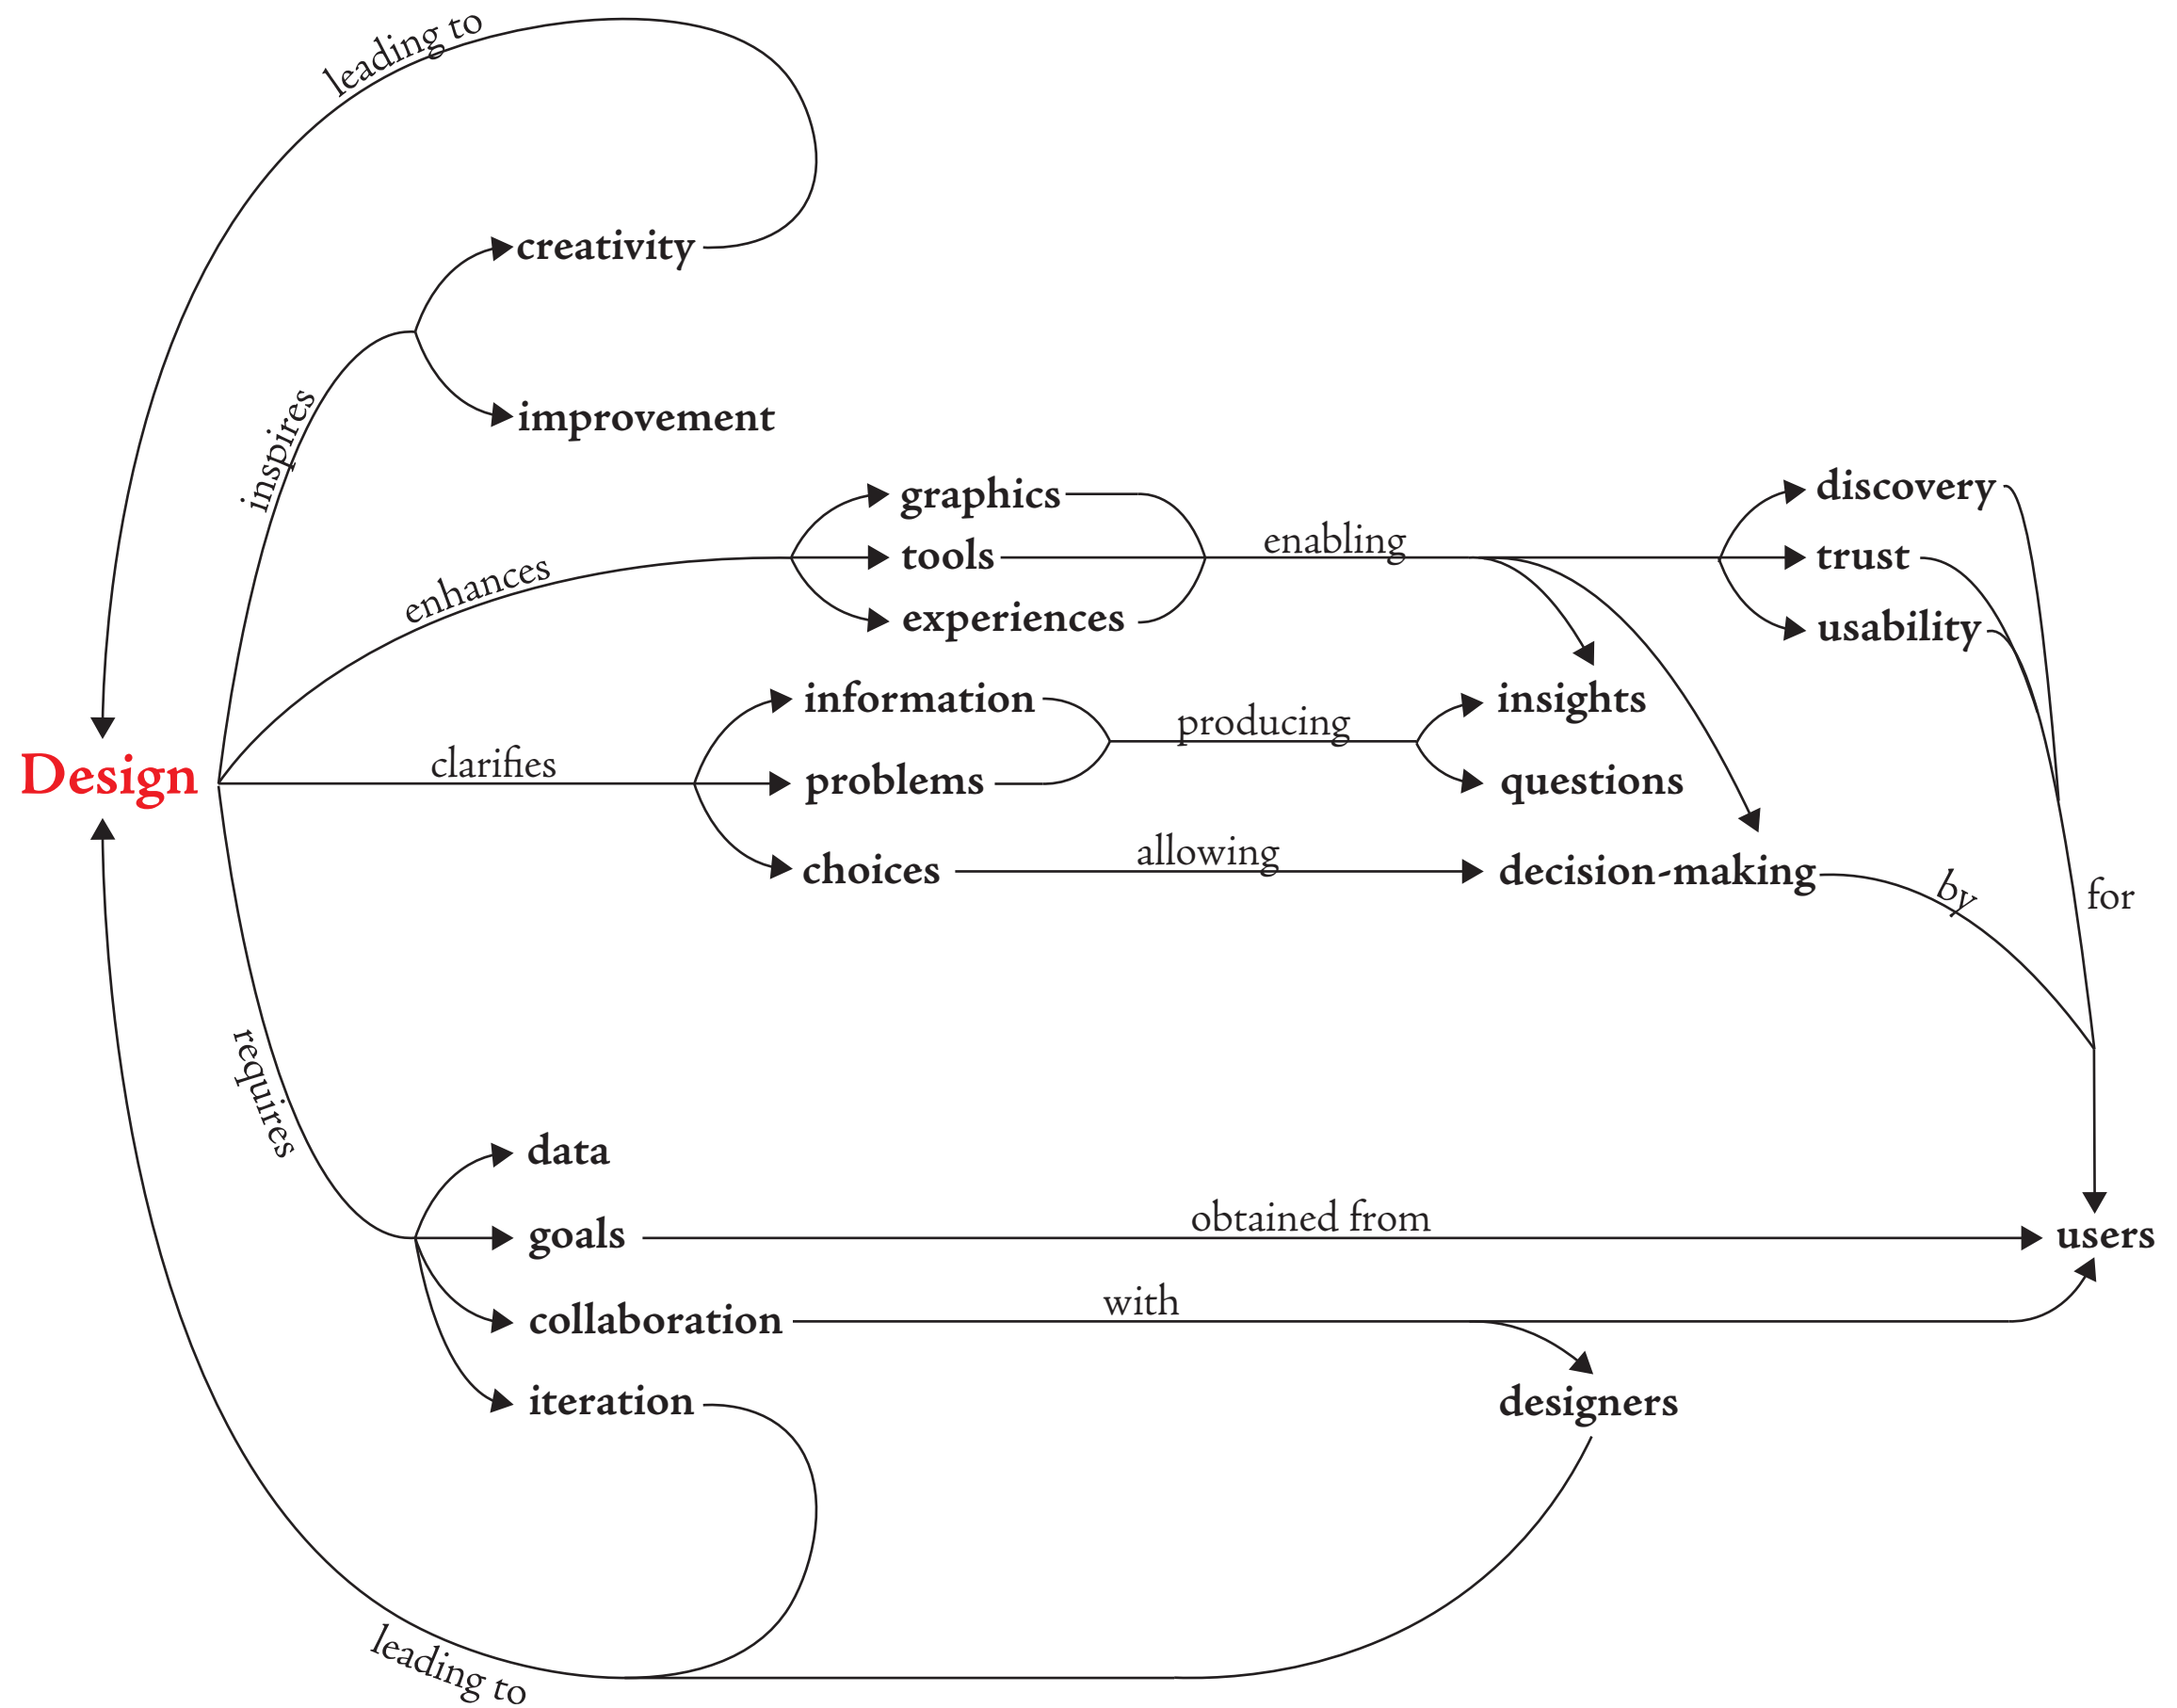 leading to
creativity
inspires
improvement
enhances
graphics
tools
experiences
enabling
discovery
trust
usability
Design
clarifies
information
problems
choices
producing
insights
questions
allowing
decision-making
by
for
requires
data
goals
collaboration
iteration
obtained from
with
users
designers
leading to